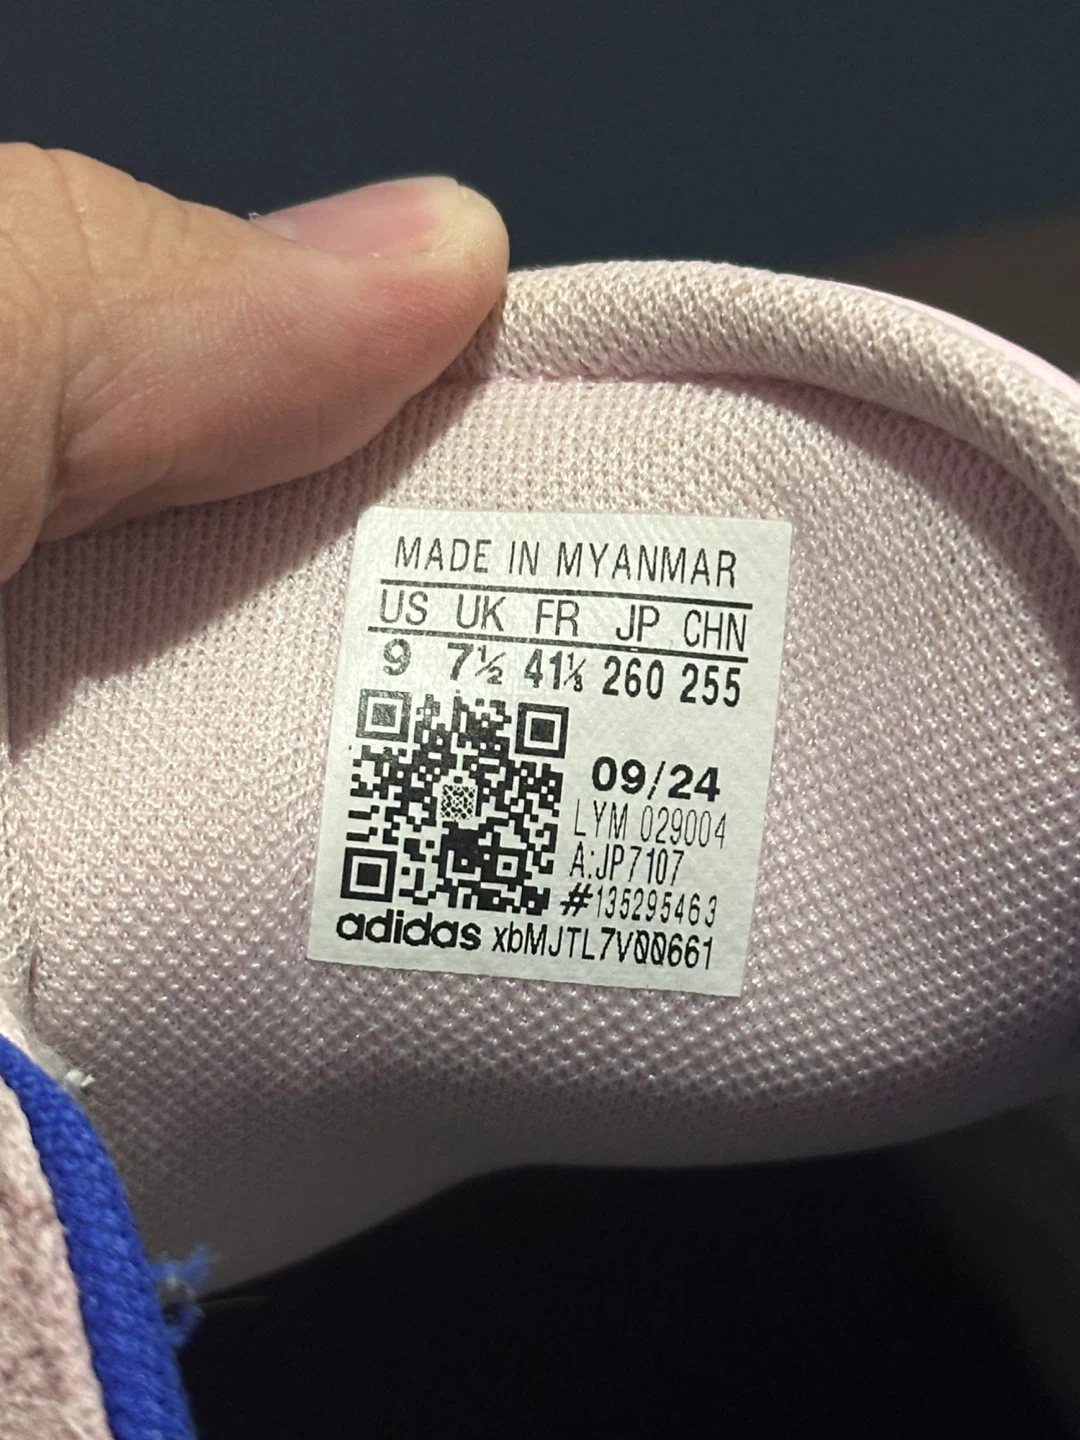 MADE IN MYANMAR
US UK FR JP CHN
9 7½ 41⅓ 260 255
09/24
LYM 029004
A:JP7107
#135295463
adidas xbMJTL7V00661